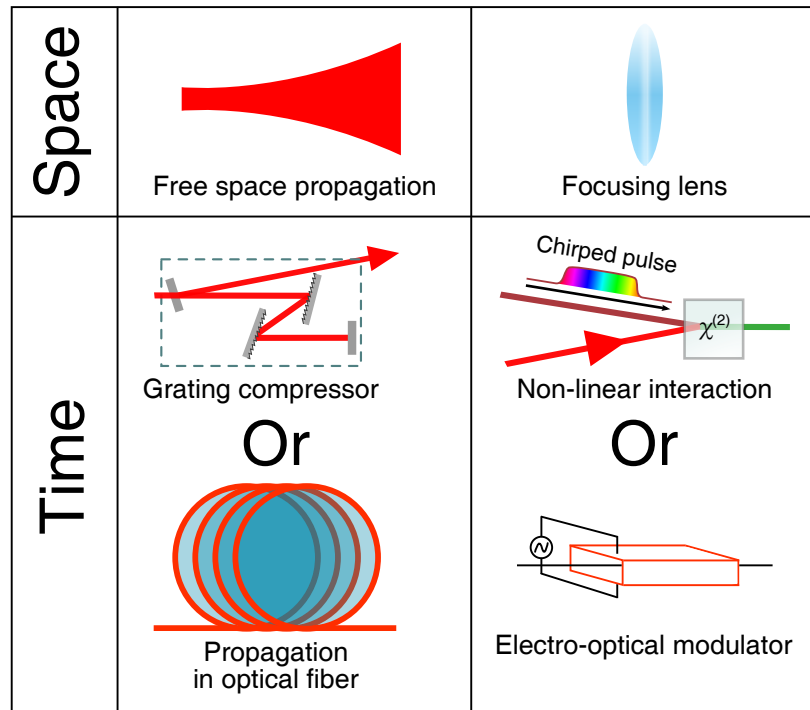 Space
Free space propagation
Focusing lens
Time
Grating compressor
Or
Propagation
in optical fiber
Chirped pulse
χ(2)
Non-linear interaction
Or
Electro-optical modulator